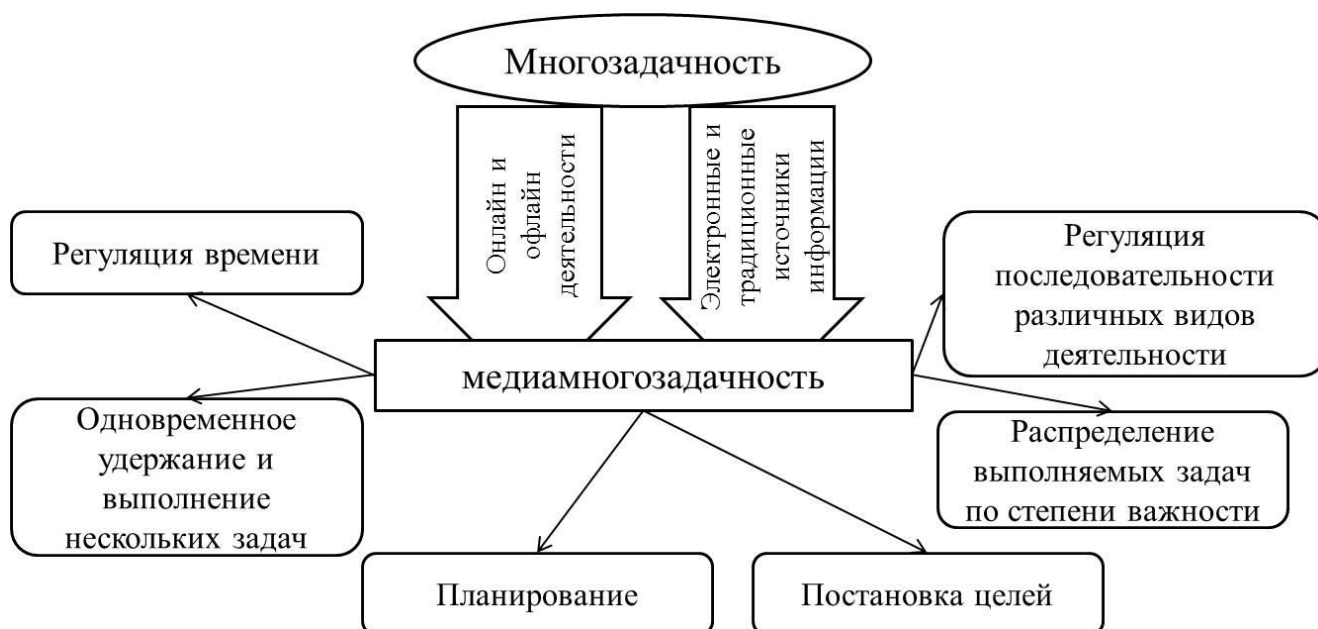 Многозадачность
Онлайн и
офлайн
деятельности
Электронные и
традиционные
источники
информации
Регуляция времени
Регуляция
последовательности
различных видов
деятельности
медиамногозадачность
Одновременное
удержание и
выполнение
нескольких задач
Распределение
выполняемых задач
по степени важности
Планирование
Постановка целей